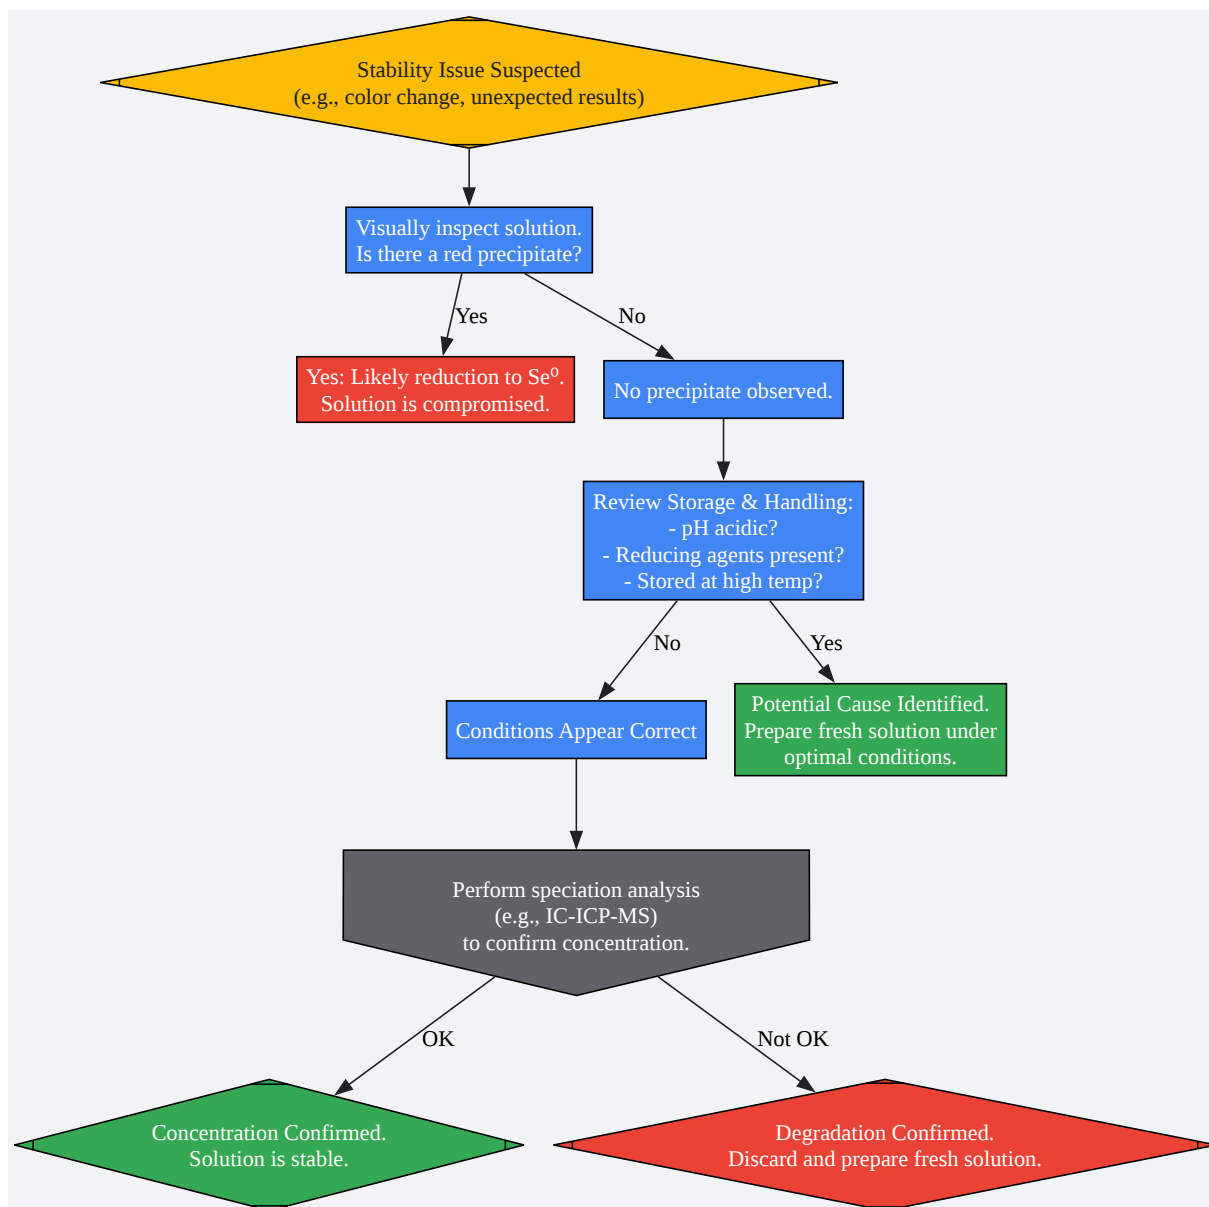 Stability Issue Suspected
(e.g., color change, unexpected results)
Visually inspect solution.
Is there a red precipitate?
Yes
No
Yes: Likely reduction to Se⁰.
Solution is compromised.
No precipitate observed.
Review Storage & Handling:
- pH acidic?
- Reducing agents present?
- Stored at high temp?
No
Yes
Conditions Appear Correct
Potential Cause Identified.
Prepare fresh solution under
optimal conditions.
Perform speciation analysis
(e.g., IC-ICP-MS)
to confirm concentration.
OK
Not OK
Concentration Confirmed.
Solution is stable.
Degradation Confirmed.
Discard and prepare fresh solution.